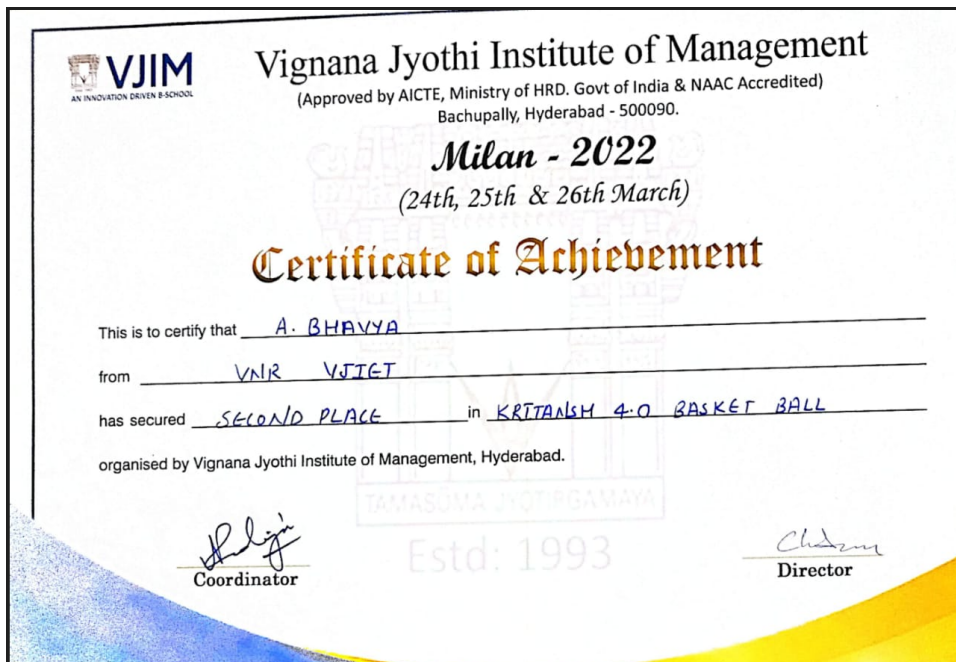 VJIM
AN INNOVATION DRIVEN B-SCHOOL
Vignana Jyothi Institute of Management
(Approved by AICTE, Ministry of HRD. Govt of India & NAAC Accredited)
Bachupally, Hyderabad - 500090.
Milan - 2022
(24th, 25th & 26th March)
Certificate of Achievement
This is to certify that A. BHAVYA
from VNR VJIET
has secured SECOND PLACE in KRITANSH 4.0 BASKET BALL
organised by Vignana Jyothi Institute of Management, Hyderabad.
TAMASOMA JYOTIRGAMAYA
Estd: 1993
Coordinator
Director